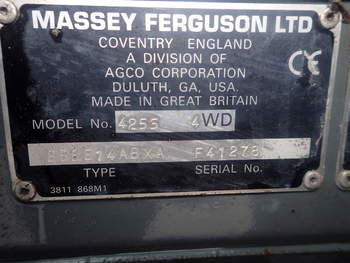 MASSEY FERGUSON LTD
COVENTRY ENGLAND
A DIVISION OF
AGCO CORPORATION
DULUTH, GA, USA.
MADE IN GREAT BRITAIN
CE
MODEL No. 4255 4WD
TYPE SERIAL No.
3811 868M1